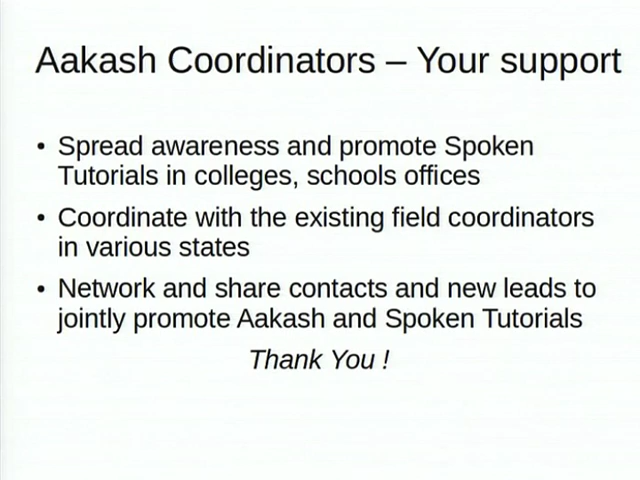 Aakash Coordinators – Your support
• Spread awareness and promote Spoken
Tutorials in colleges, schools offices
• Coordinate with the existing field coordinators
in various states
• Network and share contacts and new leads to
jointly promote Aakash and Spoken Tutorials
Thank You !